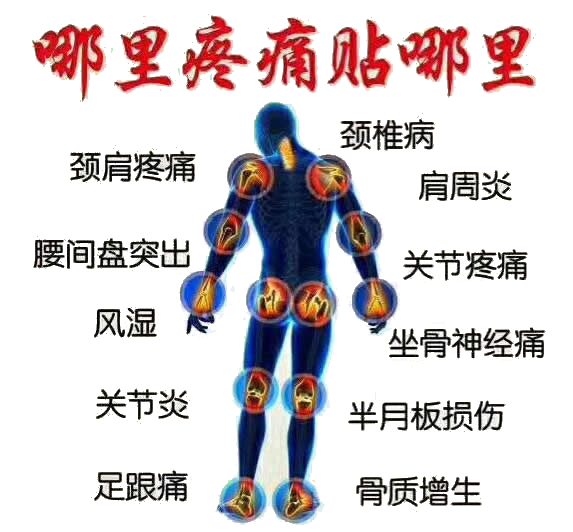 哪里疼痛贴哪里
颈椎病
颈肩疼痛
肩周炎
腰间盘突出
关节疼痛
风湿
坐骨神经痛
关节炎
半月板损伤
足跟痛
骨质增生